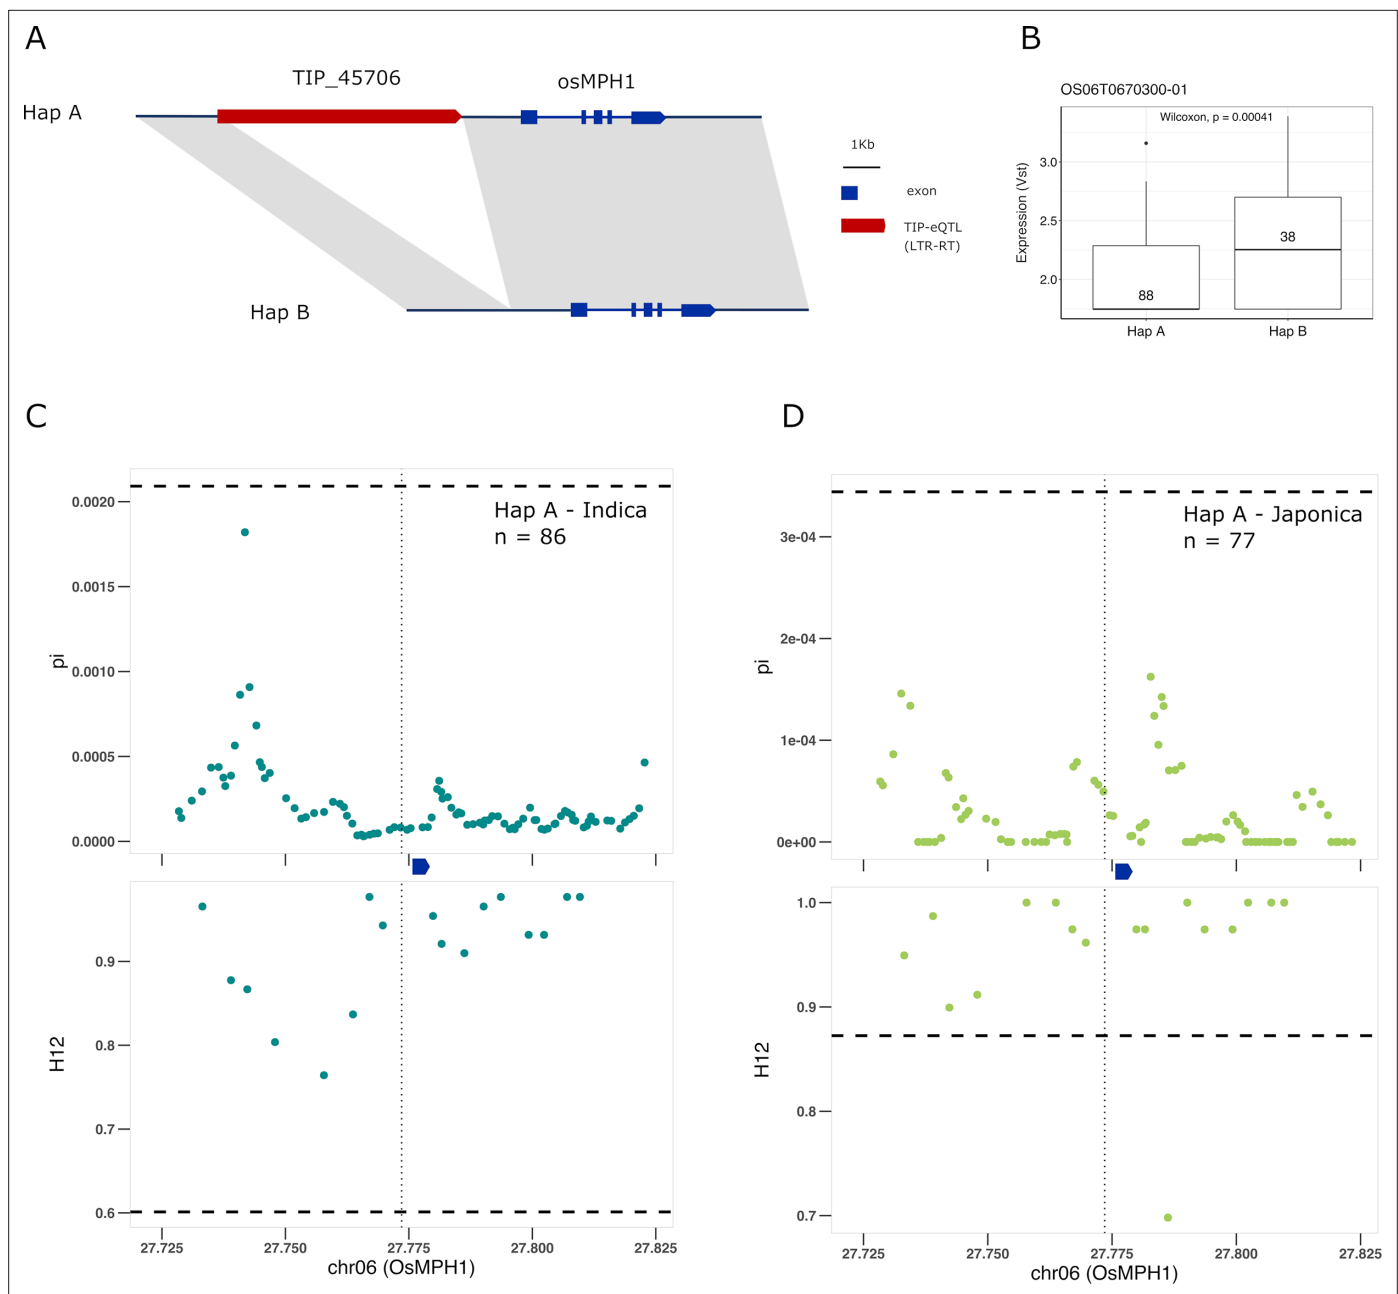 A
TIP_45706
osMPH1
Hap A
Hap B
1Kb
exon
TIP-eQTL
(LTR-RT)
B
OS06T0670300-01
Wilcoxon, p = 0.00041
Expression (Vst)
3.0
2.5
2.0
88
38
Hap A
Hap B
C
Hap A - Indica
n = 86
pi
0.0020
0.0015
0.0010
0.0005
0.0000
H12
0.9
0.8
0.7
0.6
27.725
27.750
27.775
27.800
27.825
chr06 (OsMPH1)
D
Hap A - Japonica
n = 77
pi
3e-04
2e-04
1e-04
0e+00
H12
1.0
0.9
0.8
0.7
27.725
27.750
27.775
27.800
27.825
chr06 (OsMPH1)